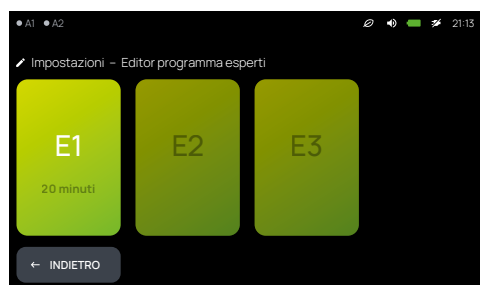 A1 A2 21:13
Impostazioni – Editor programma esperti
E1 E2 E3
20 minuti
← INDIETRO